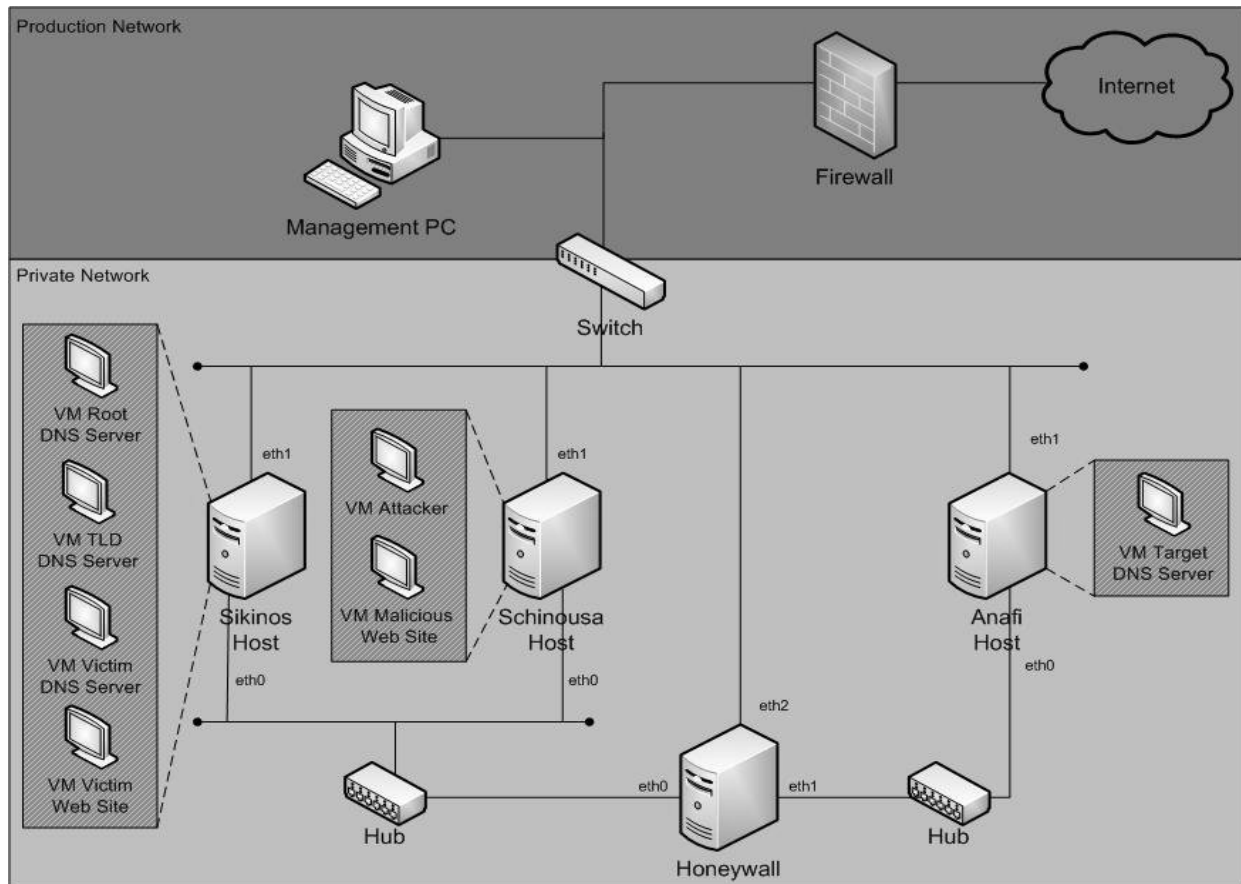 Production Network
Internet
Firewall
Management PC
Private Network
Switch
VM Root
DNS Server
VM TLD
DNS Server
VM Victim
DNS Server
VM Victim
Web Site
eth1
Sikinos
Host
eth0
VM Attacker
VM Malicious
Web Site
eth1
Schinousa
Host
eth0
eth1
Anafi
Host
eth0
VM Target
DNS Server
Hub
eth0
eth2
eth1
Honeywall
Hub